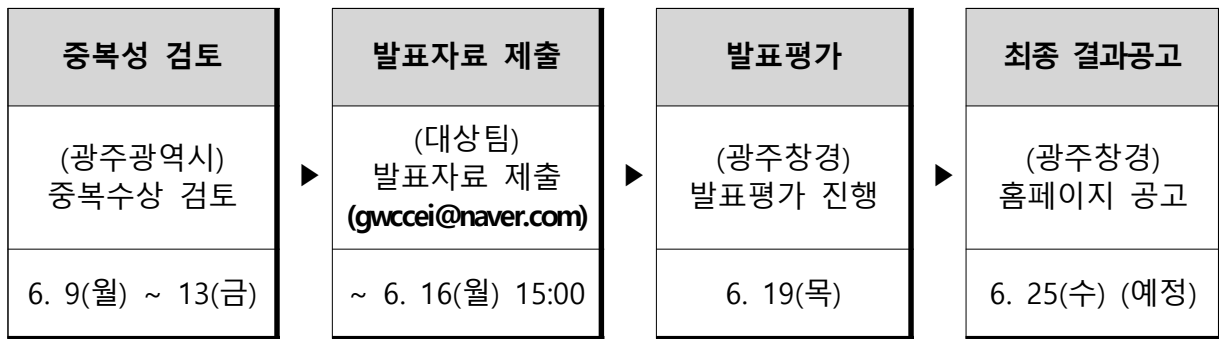 중복성 검토
(광주광역시)
중복수상 검토
6. 9(월) ~ 13(금)
▶
발표자료 제출
(대상팀)
발표자료 제출
(gwccei@naver.com)
~ 6. 16(월) 15:00
▶
발표평가
(광주창경)
발표평가 진행
6. 19(목)
▶
최종 결과공고
(광주창경)
홈페이지 공고
6. 25(수) (예정)